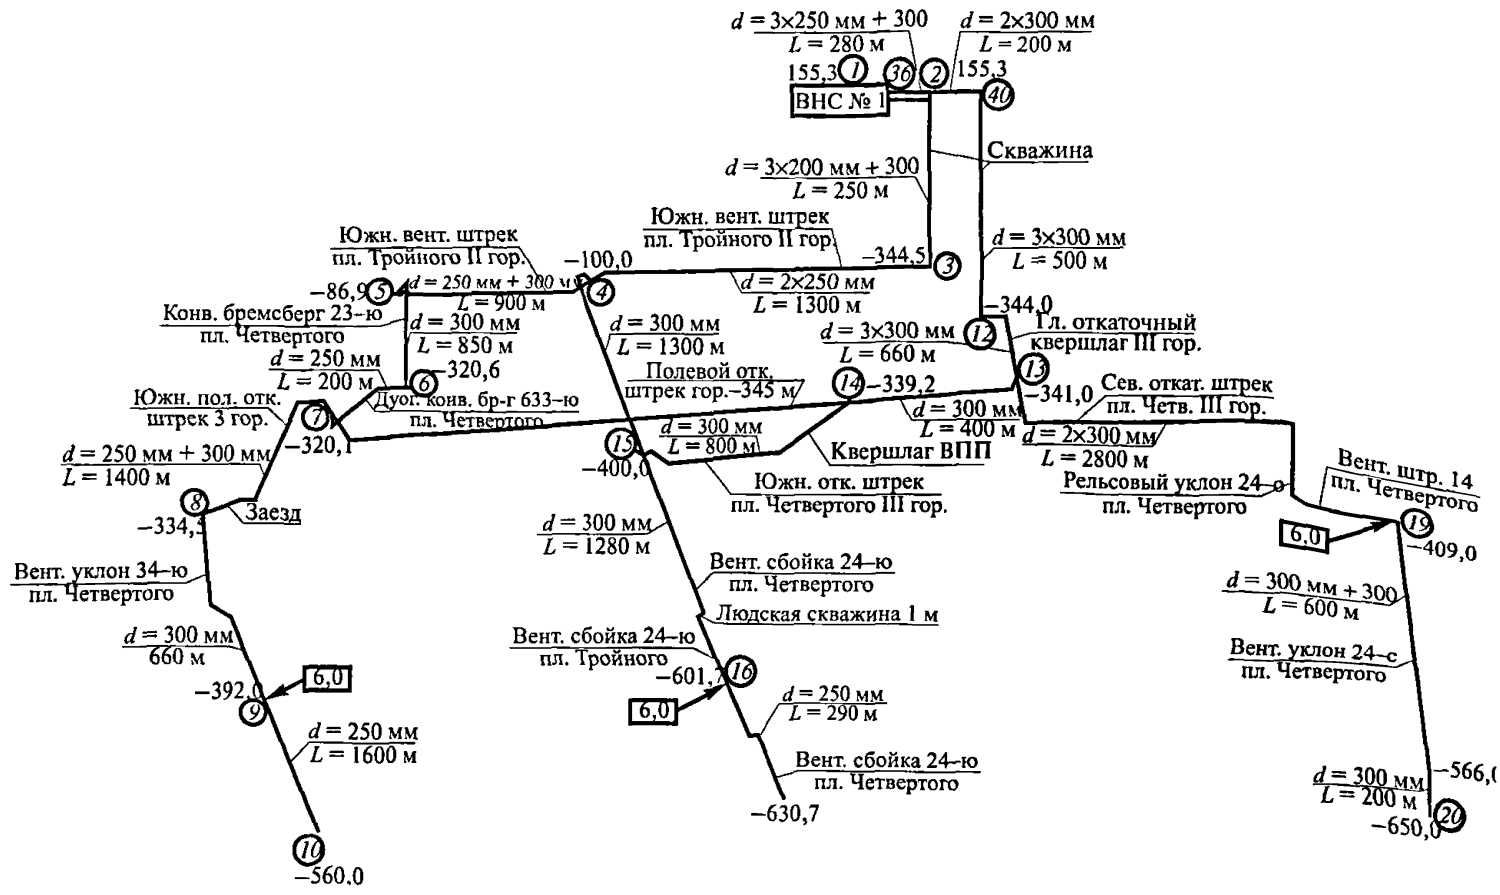 d = 3×250 мм + 300
L = 280 м
d = 2×300 мм
L = 200 м
155,3
1
36
2
155,3
40
ВНС № 1
Скважина
d = 3×200 мм + 300
L = 250 м
Южн. вент. штрек
пл. Тройного II гор.
Южн. вент. штрек
пл. Тройного II гор.
−344,5
3
d = 3×300 мм
L = 500 м
−100,0
4
−86,9
5
d = 250 мм + 300 м
L = 900 м
d = 2×250 мм
L = 1300 м
−344,0
12
Конв. бремсберг 23–ю
пл. Четвертого
d = 300 мм
L = 850 м
d = 300 мм
L = 1300 м
d = 3×300 мм
L = 660 м
Гл. откаточный
квершлаг III гор.
d = 250 мм
L = 200 м
6
−320,6
Полевой отк.
штрек гор.−345 м
14
−339,2
13
−341,0
Сев. откат. штрек
пл. Четв. III гор.
Южн. пол. отк.
штрек 3 гор.
7
−320,1
Дуог. конв. бр-г 633–ю
пл. Четвертого
d = 300 мм
L = 400 м
d = 2×300 мм
L = 2800 м
d = 250 мм + 300 мм
L = 1400 м
15
−400,0
d = 300 мм
L = 800 м
Квершлаг ВПП
Южн. отк. штрек
пл. Четвертого III гор.
Рельсовый уклон 24–о
пл. Четвертого
Вент. штр. 14
пл. Четвертого
8
−334,5
Заезд
d = 300 мм
L = 1280 м
6,0
19
−409,0
Вент. уклон 34–ю
пл. Четвертого
Вент. сбойка 24–ю
пл. Четвертого
Людская скважина 1 м
d = 300 мм + 300
L = 600 м
d = 300 мм
660 м
Вент. сбойка 24–ю
пл. Тройного
−601,7
16
6,0
Вент. уклон 24–с
пл. Четвертого
−392,0
9
6,0
d = 250 мм
L = 290 м
d = 250 мм
L = 1600 м
Вент. сбойка 24–ю
пл. Четвертого
−630,7
−566,0
d = 300 мм
L = 200 м
−650,0
20
10
−560,0